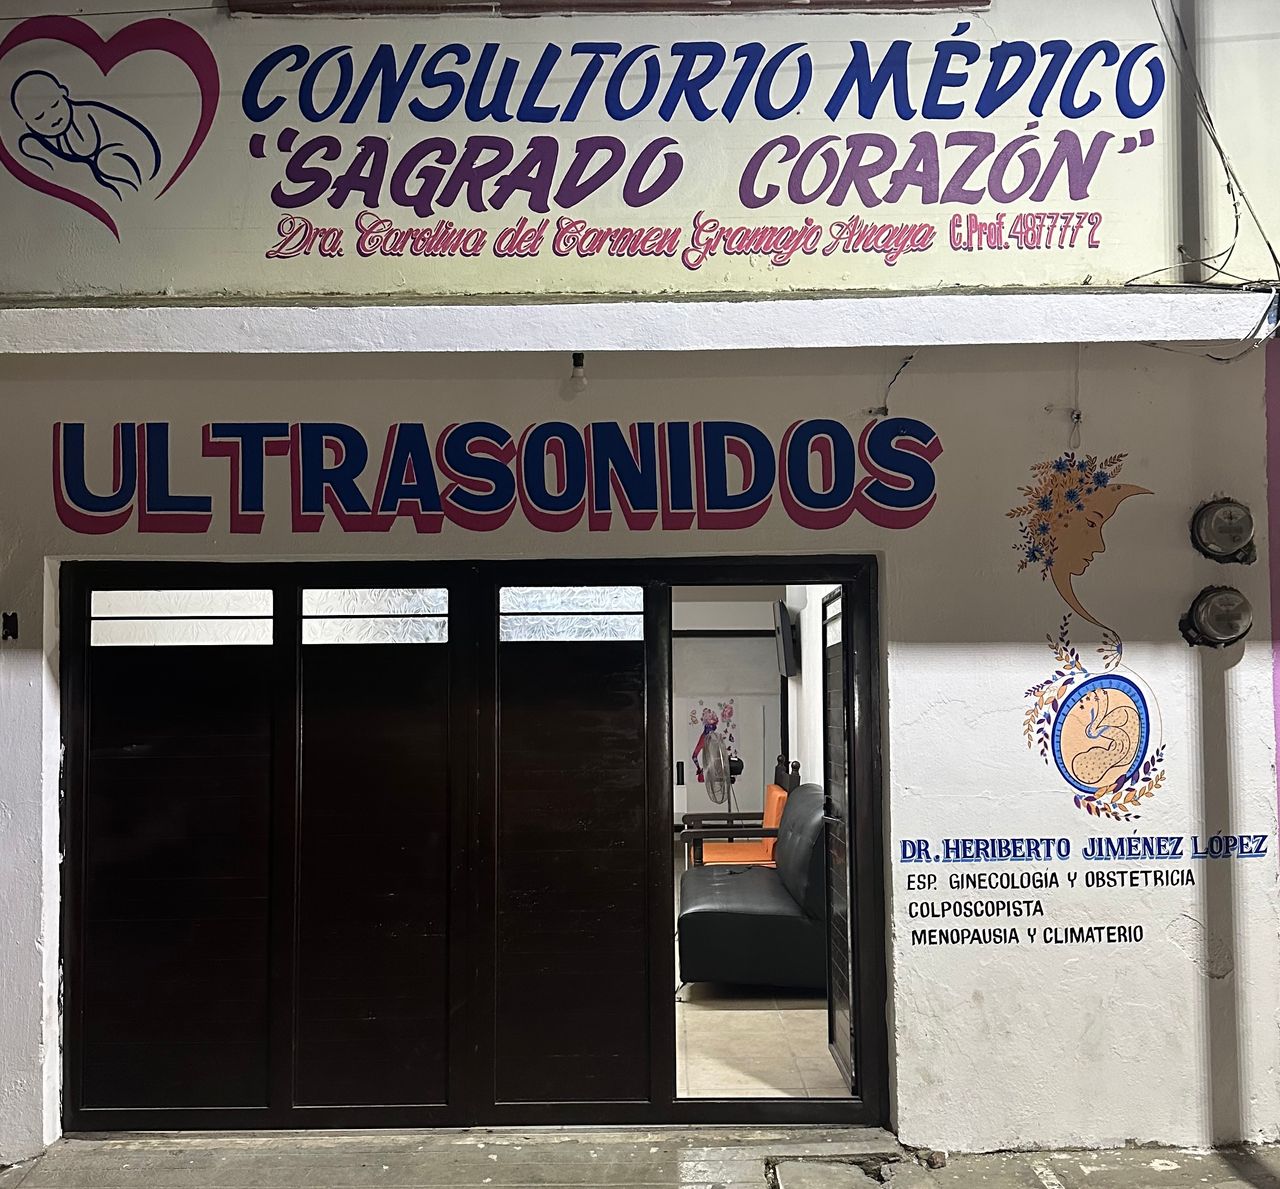 CONSULTORIO MÉDICO
"SAGRADO CORAZÓN"
Dra. Carolina del Carmen Gramajo Anaya C.Prof. 4877772
ULTRASONIDOS
DR. HERIBERTO JIMÉNEZ LÓPEZ
ESP. GINECOLOGÍA Y OBSTETRICIA
COLPOSCOPISTA
MENOPAUSIA Y CLIMATERIO